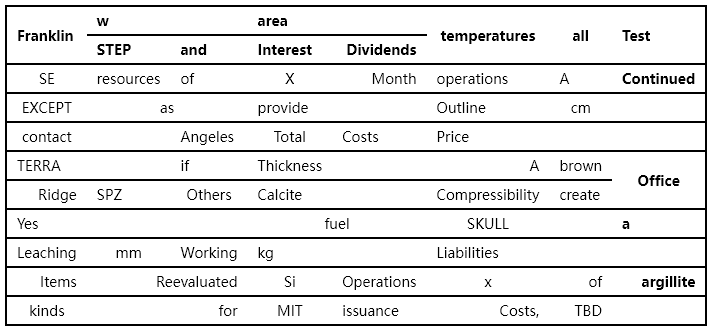 w area
Franklin temperatures all Test
STEP and Interest Dividends
SE resources of X Month operations A Continued
EXCEPT as provide Outline cm
contact Angeles Total Costs Price
TERRA if Thickness A brown
Office
Ridge SPZ Others Calcite Compressibility create
Yes fuel SKULL a
Leaching mm Working kg Liabilities
Items Reevaluated Si Operations x of argillite
kinds for MIT issuance Costs, TBD